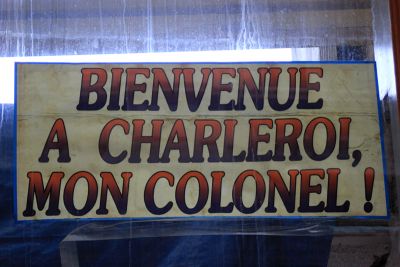 BIENVENUE
A CHARLEROI,
MON COLONEL !